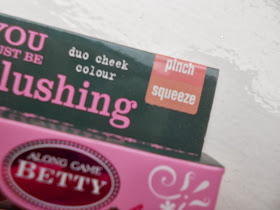 YOU
UST BE
lushing
duo cheek
colour
pinch
squeeze
ALONG CAME
BETTY